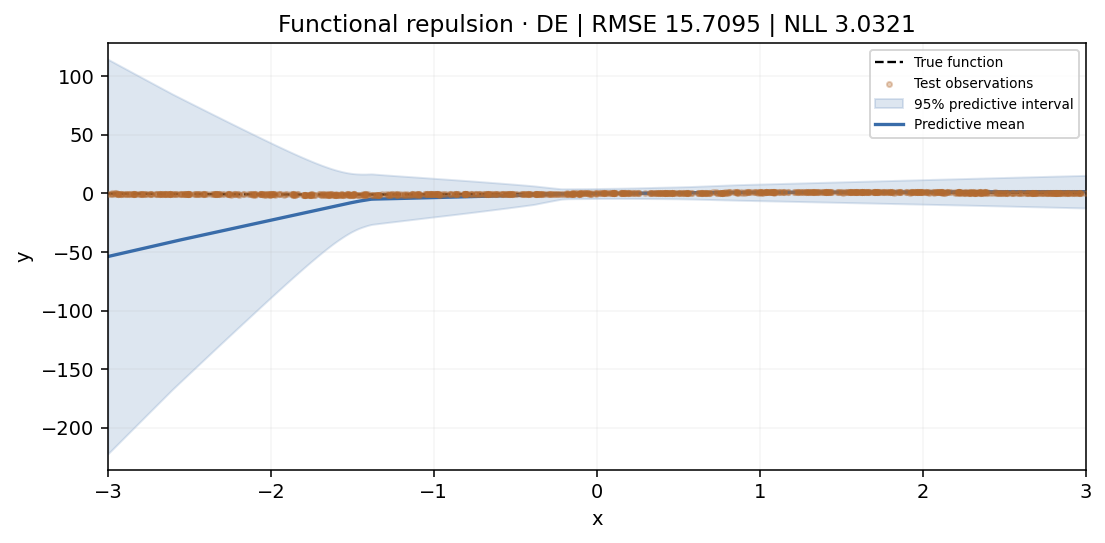 Functional repulsion · DE | RMSE 15.7095 | NLL 3.0321
True function
Test observations
95% predictive interval
Predictive mean
100
50
0
−50
−100
−150
−200
y
−3
−2
−1
0
1
2
3
x